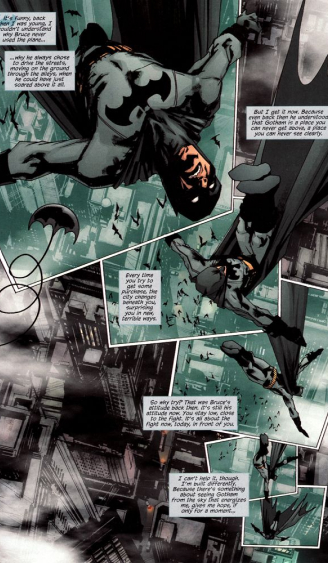 It's funny, back
when I was young, I
couldn't understand
why Bruce never
used the plane...
...why he always chose
to drive the streets,
moving on the ground
through the alleys, when
he could have just
soared above it all.
But I get it now. Because
even back then he understood
that Gotham is a place you
can never get above, a place
you can never see clearly.
Every time
you try to
get some
purchase, the
city changes
beneath you,
surprising
you in new,
terrible ways.
So why try? That was Bruce's
attitude back then. It's still his
attitude now. You stay low, close
to the fight. It's all about the
fight now, today, in front of you.
I can't help it, though.
I'm built differently.
Because there's something
about seeing Gotham
from the sky that energizes
me, gives me hope, if
only for a moment...